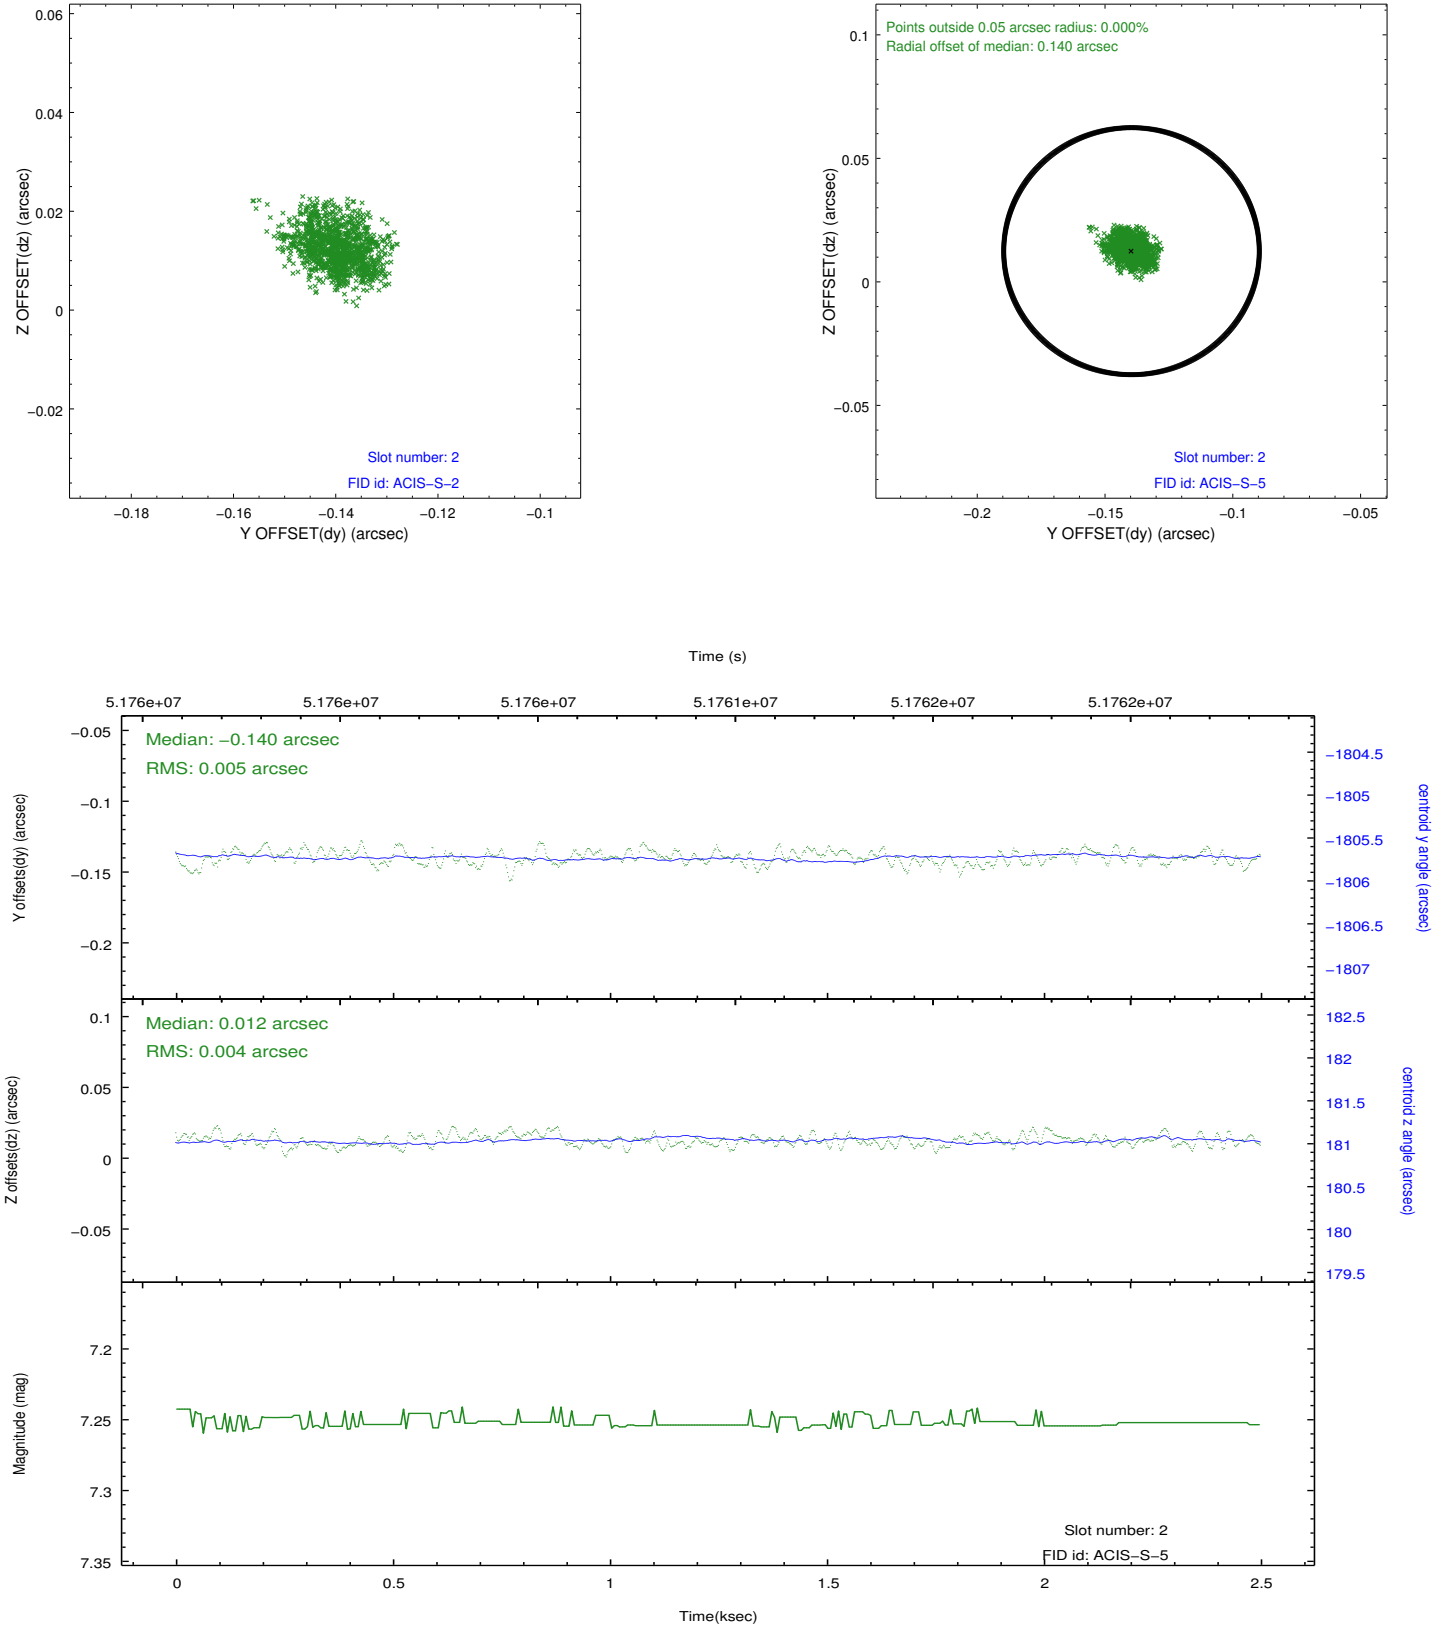 0.06
0.04
0.02
0
−0.02
Z OFFSET(dz) (arcsec)
Slot number: 2
FID id: ACIS−S−2
−0.18 −0.16 −0.14 −0.12 −0.1
Y OFFSET(dy) (arcsec)
Points outside 0.05 arcsec radius: 0.000%
Radial offset of median: 0.140 arcsec
0.1
0.05
0
−0.05
Z OFFSET(dz) (arcsec)
Slot number: 2
FID id: ACIS−S−5
−0.2 −0.15 −0.1 −0.05
Y OFFSET(dy) (arcsec)
Time (s)
5.176e+07 5.176e+07 5.176e+07 5.1761e+07 5.1762e+07 5.1762e+07
Median: −0.140 arcsec
RMS: 0.005 arcsec
−0.05
−0.1
−0.15
−0.2
Y offsets(dy) (arcsec)
−1804.5
−1805
−1805.5
−1806
−1806.5
−1807
centroid y angle (arcsec)
Median: 0.012 arcsec
RMS: 0.004 arcsec
0.1
0.05
0
−0.05
Z offsets(dz) (arcsec)
182.5
182
181.5
181
180.5
180
179.5
centroid z angle (arcsec)
7.2
7.25
7.3
7.35
Magnitude (mag)
Slot number: 2
FID id: ACIS−S−5
0 0.5 1 1.5 2 2.5
Time(ksec)